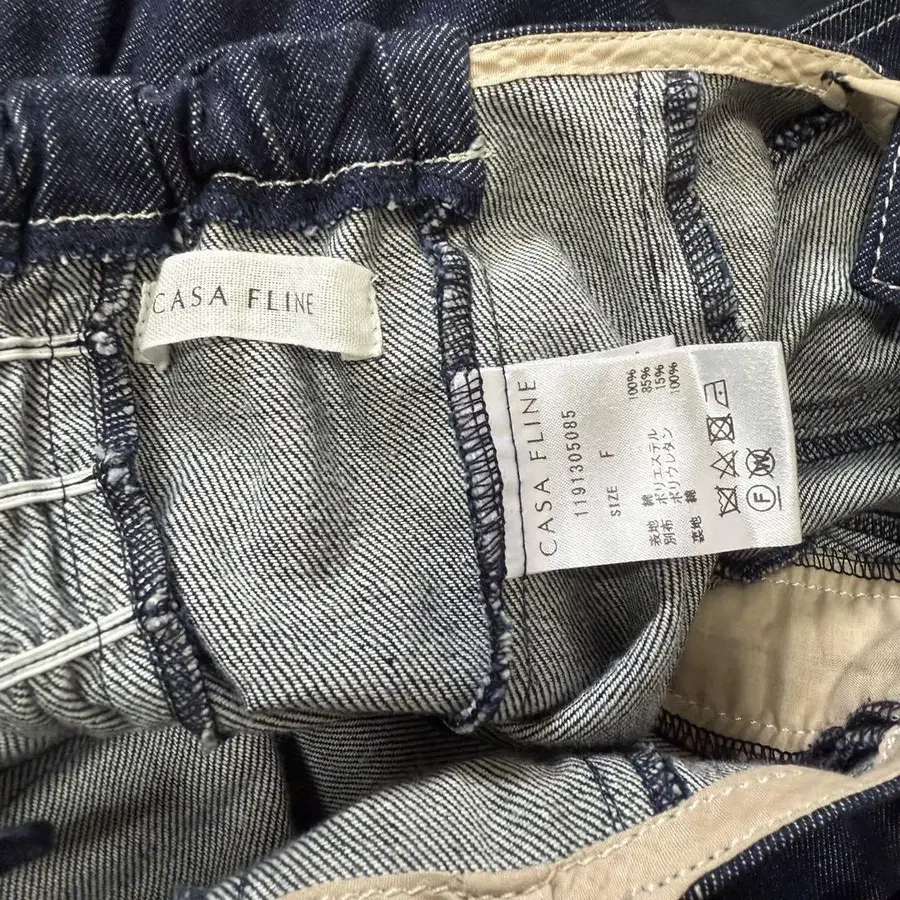 CASA FLINE
CASA FLINE
1191305085
SIZE F
表地 綿 100%
別布 ポリエステル 85%
ポリウレタン 15%
裏地 綿 100%
F W